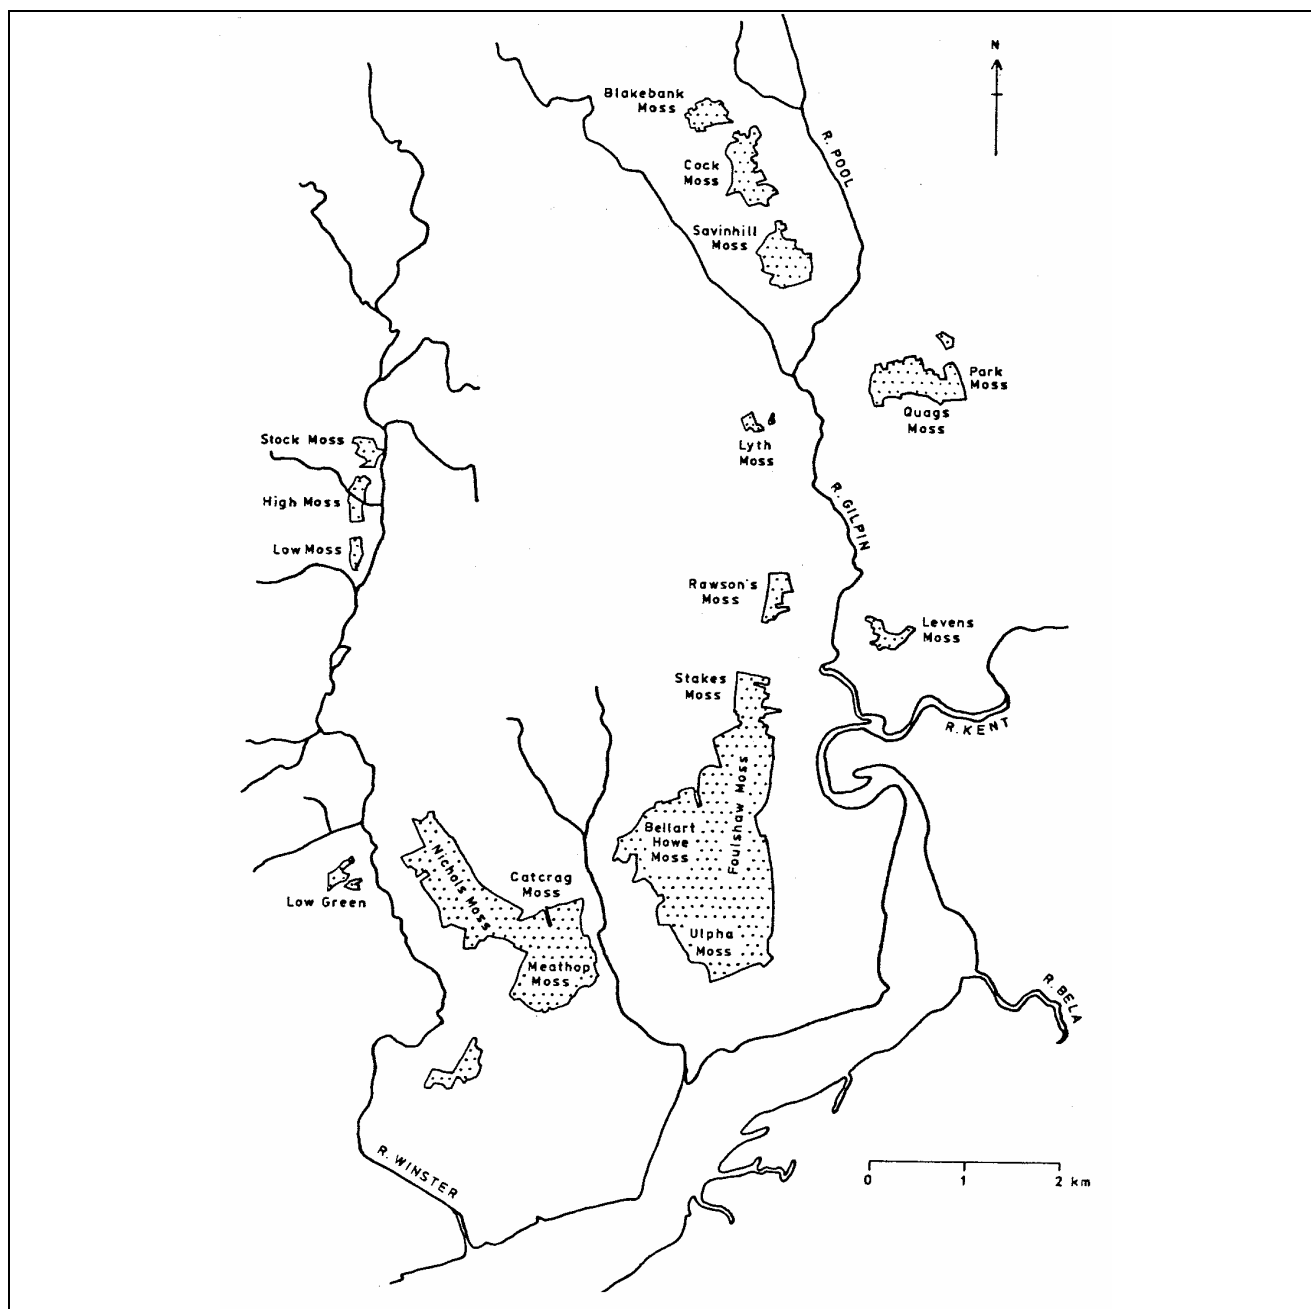 N
Blakebank
Moss
R. POOL
Cock
Moss
Savinhill
Moss
Park
Moss
Quags
Moss
Stock Moss
Lyth
Moss
High Moss
R. GILPIN
Low Moss
Rawson's
Moss
Levens
Moss
Stakes
Moss
R. KENT
Foulshaw Moss
Bellart
Howe
Moss
Nichols Moss
Catcrag
Moss
Low Green
Ulpha
Moss
Meathop
Moss
R. BELA
R. WINSTER
0 1 2 km